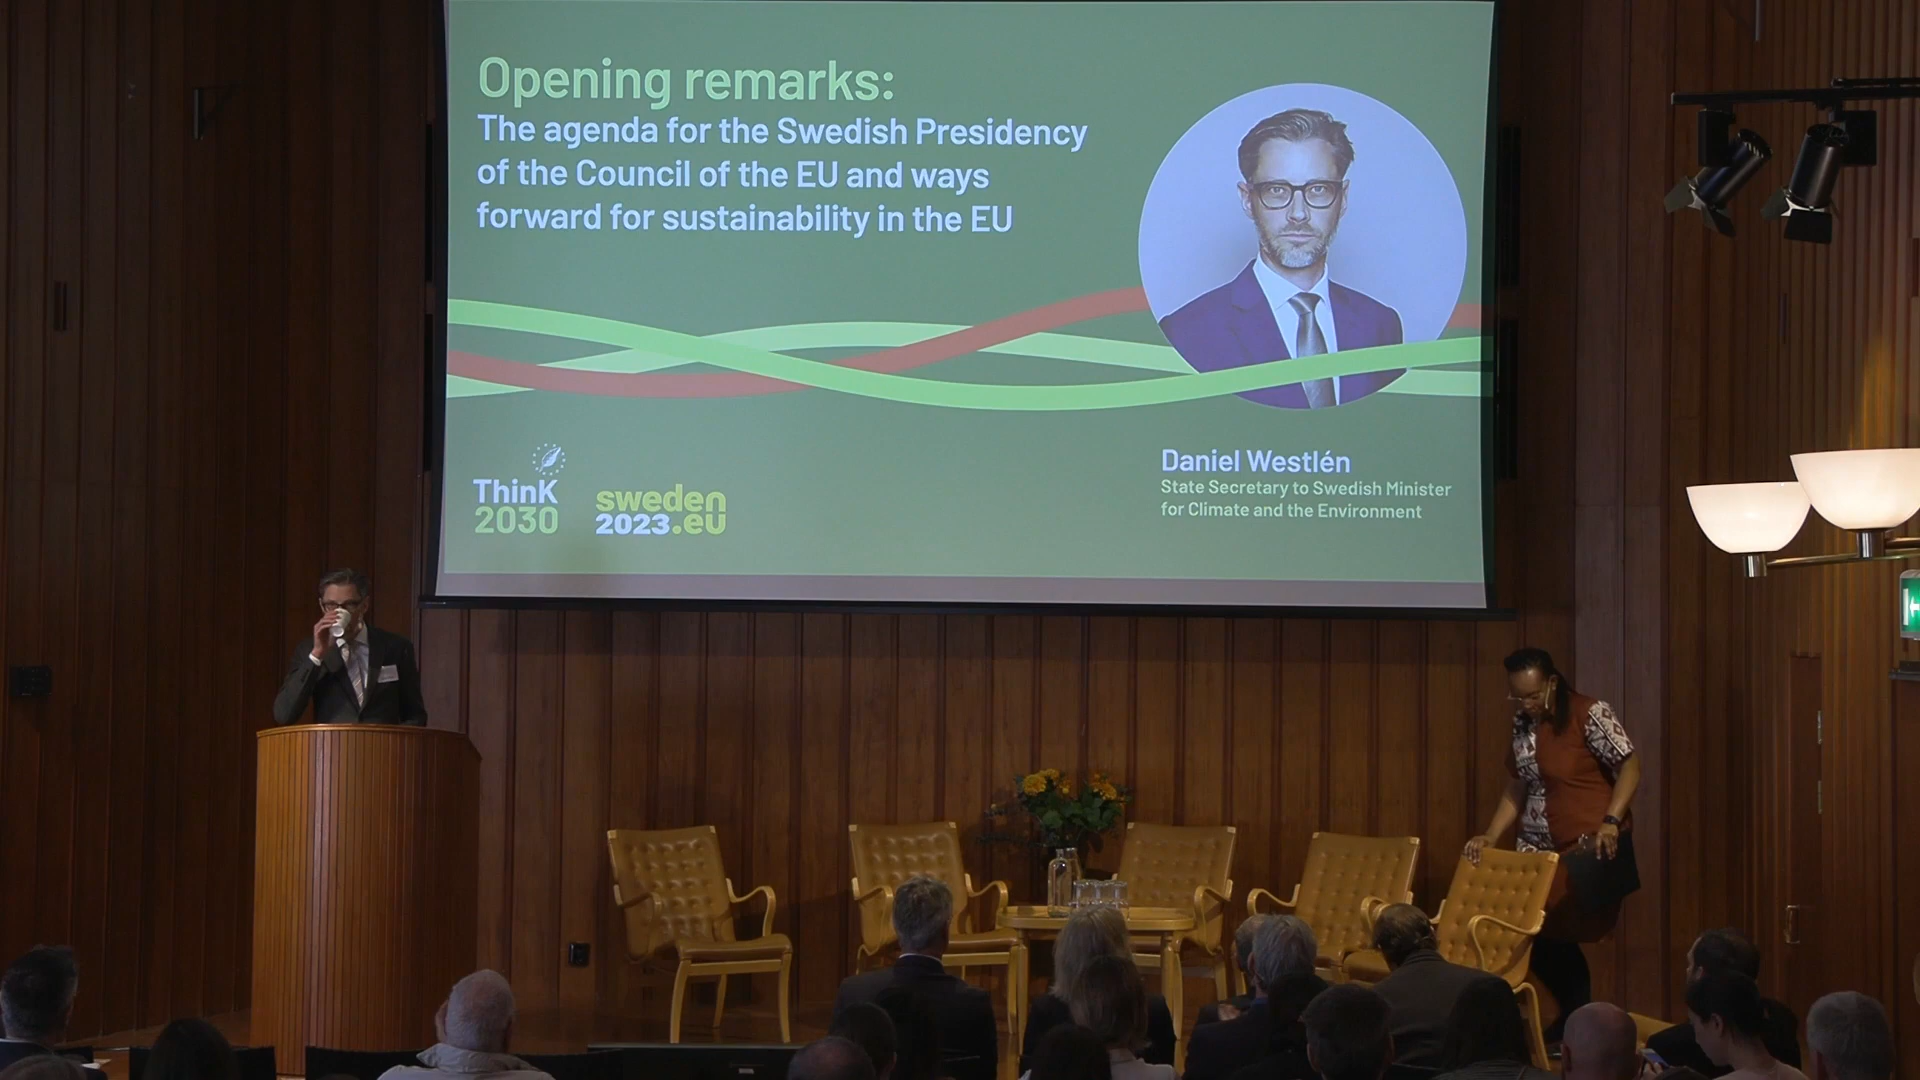 Opening remarks:
The agenda for the Swedish Presidency
of the Council of the EU and ways
forward for sustainability in the EU
ThinK
2030
sweden
2023.eu
Daniel Westlén
State Secretary to Swedish Minister
for Climate and the Environment